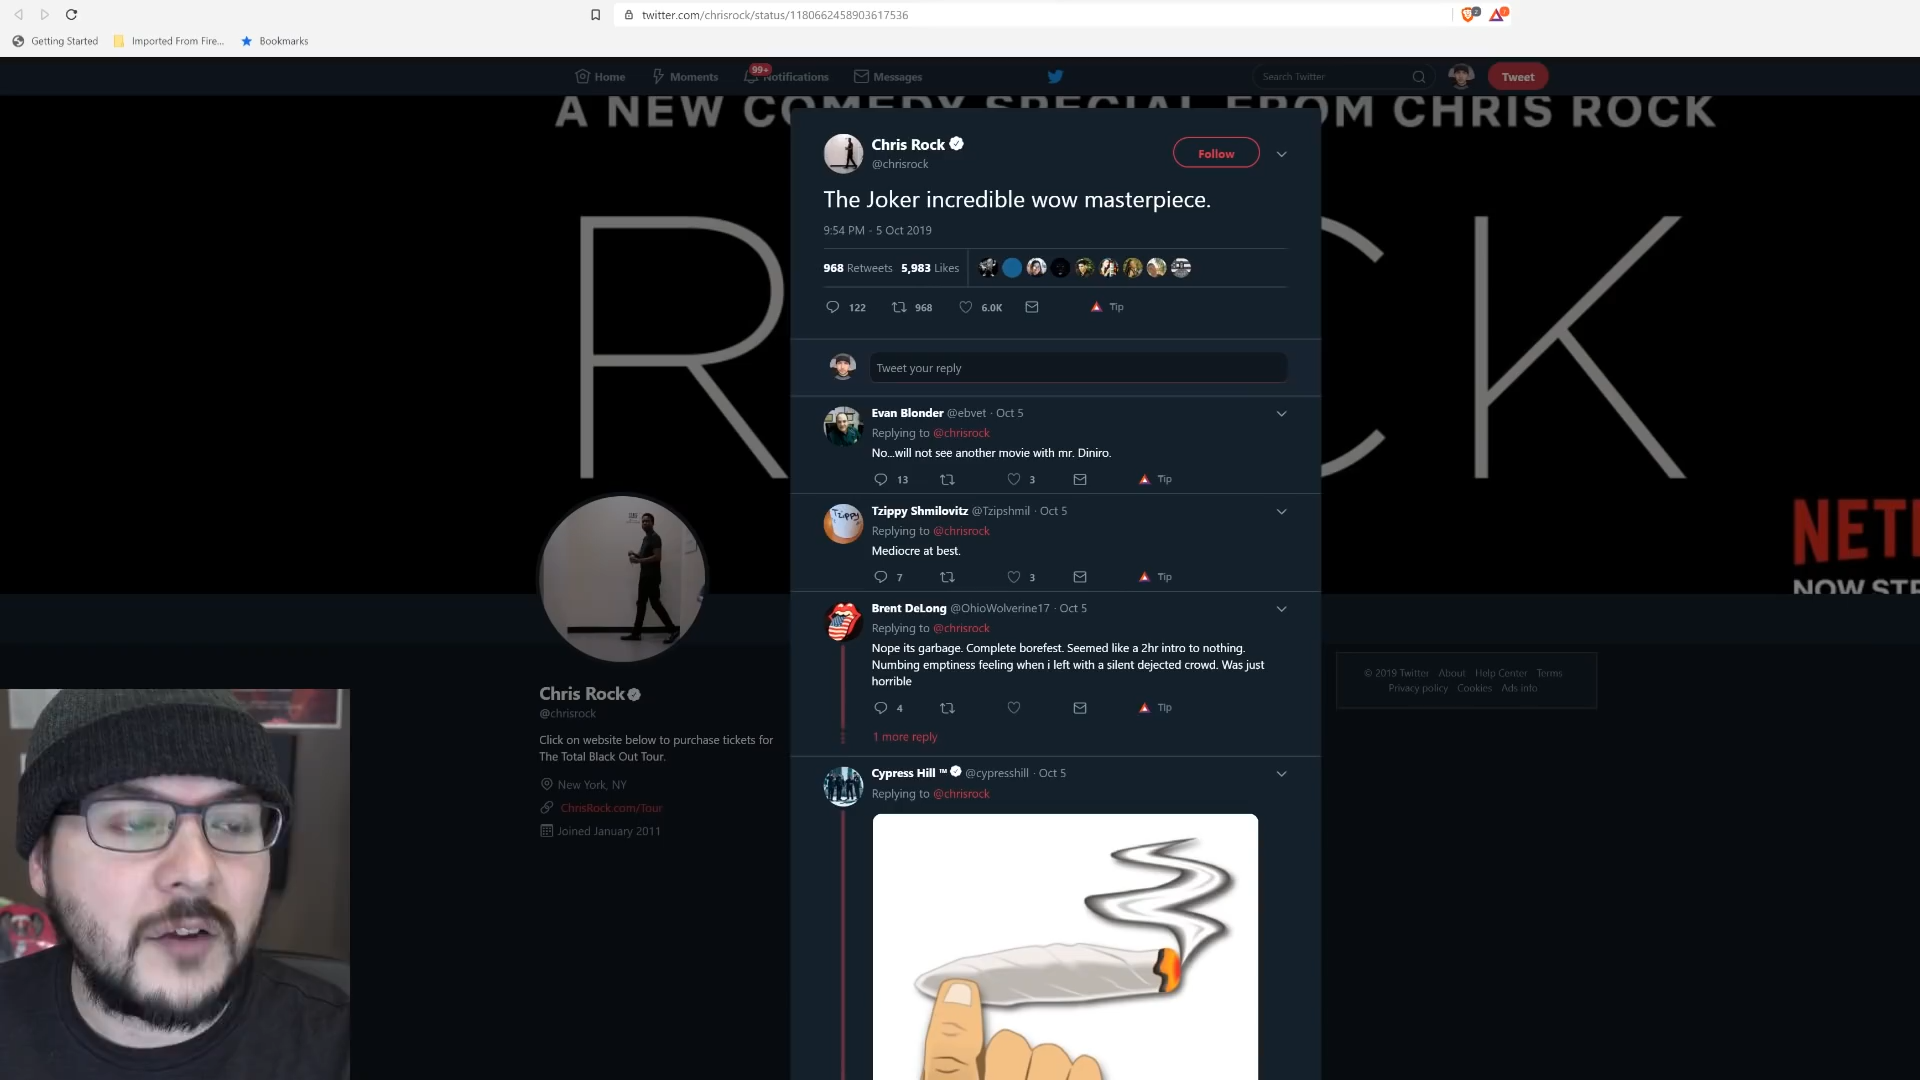 twitter.com/chrisrock/status/1180662458903617536
Getting Started
Imported From Fire...
Bookmarks
Home
Moments
99+
Notifications
Messages
Search Twitter
Tweet
A NEW COMEDY SPECIAL FROM CHRIS ROCK
Chris Rock
@chrisrock
Follow
The Joker incredible wow masterpiece.
9:54 PM - 5 Oct 2019
968 Retweets 5,983 Likes
122 968 6.0K Tip
Tweet your reply
Evan Blonder @ebvet · Oct 5
Replying to @chrisrock
No...will not see another movie with mr. Diniro.
13 3 Tip
Tzippy Shmilovitz @Tzipshmil · Oct 5
Replying to @chrisrock
Mediocre at best.
7 3 Tip
Brent DeLong @OhioWolverine17 · Oct 5
Replying to @chrisrock
Nope its garbage. Complete borefest. Seemed like a 2hr intro to nothing.
Numbing emptiness feeling when i left with a silent dejected crowd. Was just
horrible
4 Tip
1 more reply
Cypress Hill ™ @cypresshill · Oct 5
Replying to @chrisrock
R CK
NET
NOW STR
Chris Rock
@chrisrock
Click on website below to purchase tickets for
The Total Black Out Tour.
New York, NY
ChrisRock.com/Tour
Joined January 2011
© 2019 Twitter About Help Center Terms
Privacy policy Cookies Ads info